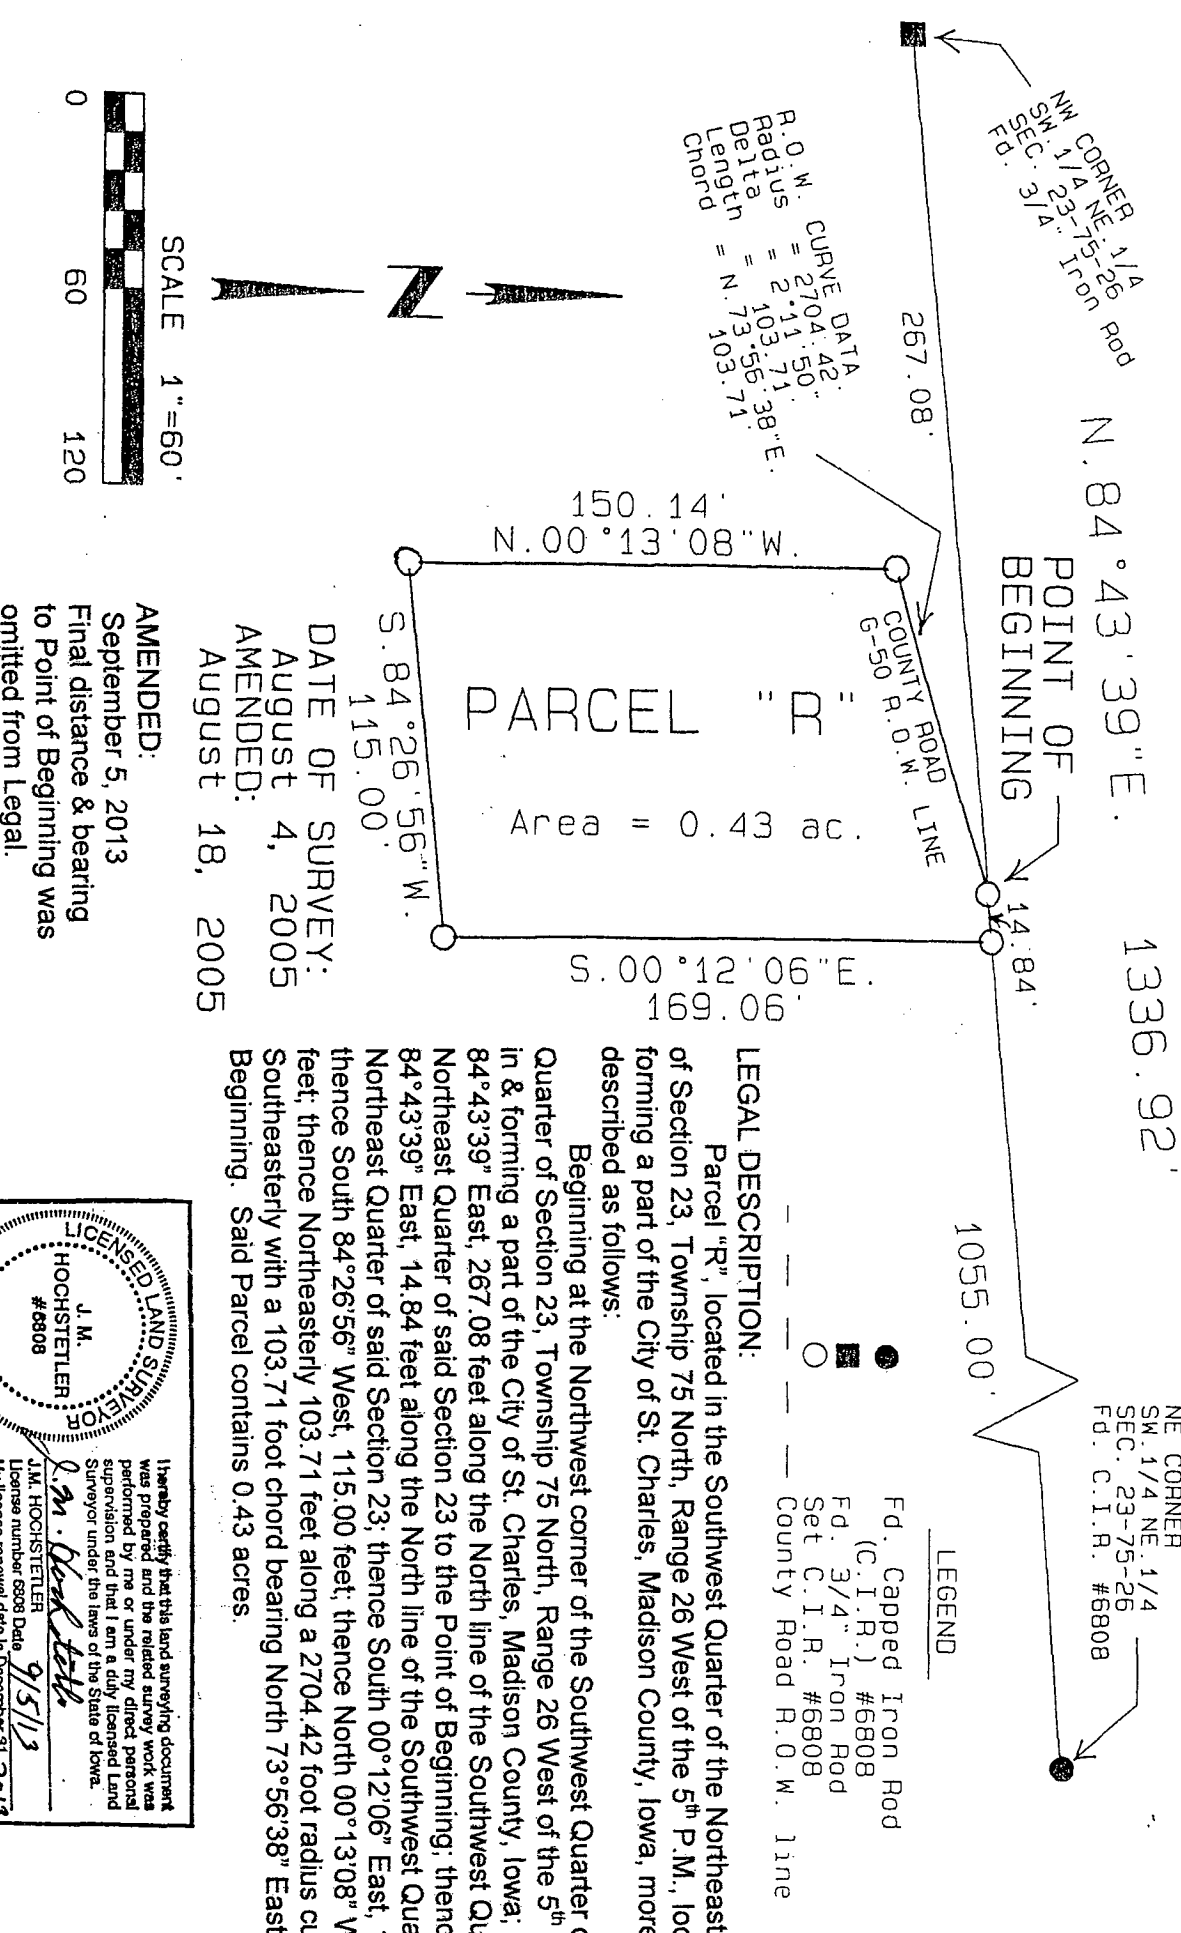 NW CORNER
SW. 1/4 NE. 1/4
SEC. 23-75-26
Fd. 3/4" Iron Rod
N.84°43'39"E. 1336.92'
NE CORNER
SW.1/4 NE.1/4
SEC. 23-75-26
Fd. C.I.R. #6808
267.08'
POINT OF
BEGINNING
14.84'
1055.00'
R.O.W. CURVE DATA
Radius = 2704.42'
Delta = 2°11'50"
Length = 103.71'
Chord = N.73°56'38"E.
103.71'
COUNTY ROAD
G-50 R.O.W. LINE
150.14'
N.00°13'08"W.
PARCEL "R"
Area = 0.43 ac.
S.00°12'06"E.
169.06'
S.84°26'56"W.
115.00'
LEGEND
Fd. Capped Iron Rod
(C.I.R.) #6808
Fd. 3/4" Iron Rod
Set C.I.R. #6808
County Road R.O.W. line
SCALE 1"=60'
0 60 120
N
DATE OF SURVEY:
August 4, 2005
AMENDED:
August 18, 2005
AMENDED:
September 5, 2013
Final distance & bearing
to Point of Beginning was
omitted from Legal.
LEGAL DESCRIPTION:
Parcel "R", located in the Southwest Quarter of the Northeast
of Section 23, Township 75 North, Range 26 West of the 5th P.M.,
forming a part of the City of St. Charles, Madison County, Iowa, more
described as follows:
Beginning at the Northwest corner of the Southwest Quarter
Quarter of Section 23, Township 75 North, Range 26 West of the 5th
in & forming a part of the City of St. Charles, Madison County, Iowa;
84°43'39" East, 267.08 feet along the North line of the Southwest
Northeast Quarter of said Section 23 to the Point of Beginning;
84°43'39" East, 14.84 feet along the North line of the Southwest
Northeast Quarter of said Section 23; thence South 00°12'06" East,
thence South 84°26'56" West, 115.00 feet; thence North 00°13'08"
feet; thence Northeasterly 103.71 feet along a 2704.42 foot radius
Southeasterly with a 103.71 foot chord bearing North 73°56'38" East
Beginning. Said Parcel contains 0.43 acres.
LICENSED LAND SURVEYOR
J. M.
HOCHSTETLER
#6808
I hereby certify that this land surveying document
was prepared and the related survey work was
performed by me or under my direct personal
supervision and that I am a duly licensed Land
Surveyor under the laws of the State of Iowa.
J.M. Hochstetler
J.M. HOCHSTETLER
License number 6808 Date 9/5/13